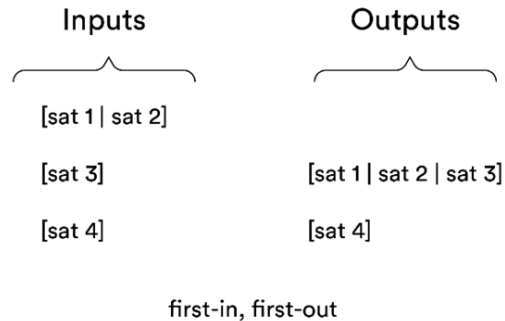 Inputs Outputs
[sat 1 | sat 2]
[sat 3] [sat 1 | sat 2 | sat 3]
[sat 4] [sat 4]
first-in, first-out